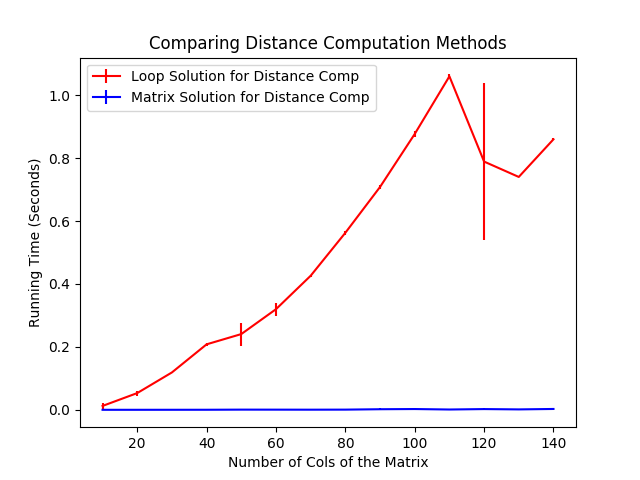 Comparing Distance Computation Methods
Loop Solution for Distance Comp
Matrix Solution for Distance Comp
1.0
0.8
0.6
0.4
0.2
0.0
Running Time (Seconds)
20 40 60 80 100 120 140
Number of Cols of the Matrix